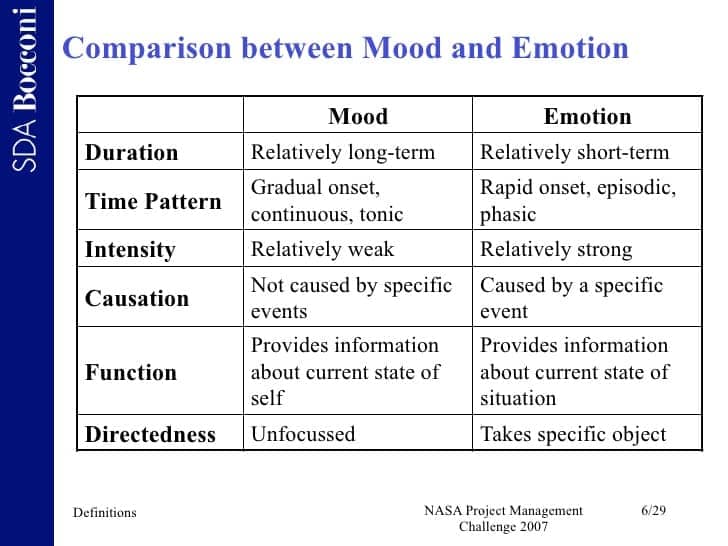 SDA Bocconi
Comparison between Mood and Emotion
Mood
Emotion
Duration
Relatively long-term
Relatively short-term
Time Pattern
Gradual onset,
continuous, tonic
Rapid onset, episodic,
phasic
Intensity
Relatively weak
Relatively strong
Causation
Not caused by specific
events
Caused by a specific
event
Function
Provides information
about current state of
self
Provides information
about current state of
situation
Directedness
Unfocussed
Takes specific object
Definitions
NASA Project Management
Challenge 2007
6/29